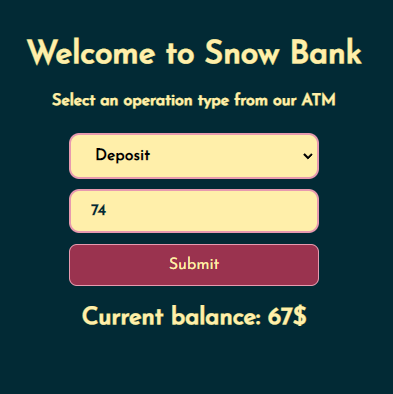 Welcome to Snow Bank
Select an operation type from our ATM
Deposit
74
Submit
Current balance: 67$